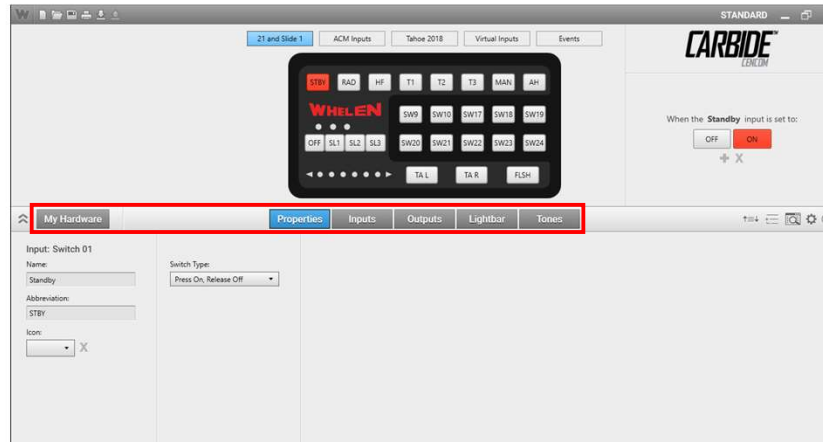 W STANDARD
21 and Slide 1 ACM Inputs Tahoe 2018 Virtual Inputs Events
CARBIDE™
CENCOM
STBY RAD HF T1 T2 T3 MAN AH
WHELEN SW9 SW10 SW17 SW18 SW19
OFF SL1 SL2 SL3 SW20 SW21 SW22 SW23 SW24
TA L TA R FLSH
When the Standby input is set to:
OFF ON
My Hardware Properties Inputs Outputs Lightbar Tones
Input: Switch 01
Name:
Standby
Abbreviation:
STBY
Icon:
X
Switch Type:
Press On, Release Off